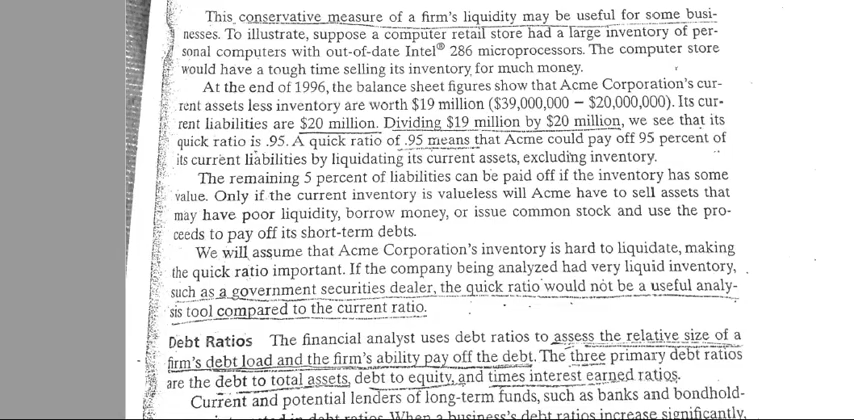 This conservative measure of a firm's liquidity may be useful for some busi-
nesses. To illustrate, suppose a computer retail store had a large inventory of per-
sonal computers with out-of-date Intel® 286 microprocessors. The computer store
would have a tough time selling its inventory for much money.
At the end of 1996, the balance sheet figures show that Acme Corporation's cur-
rent assets less inventory are worth $19 million ($39,000,000 − $20,000,000). Its cur-
rent liabilities are $20 million. Dividing $19 million by $20 million, we see that its
quick ratio is .95. A quick ratio of .95 means that Acme could pay off 95 percent of
its current liabilities by liquidating its current assets, excluding inventory.
The remaining 5 percent of liabilities can be paid off if the inventory has some
value. Only if the current inventory is valueless will Acme have to sell assets that
may have poor liquidity, borrow money, or issue common stock and use the pro-
ceeds to pay off its short-term debts.
We will assume that Acme Corporation's inventory is hard to liquidate, making
the quick ratio important. If the company being analyzed had very liquid inventory,
such as a government securities dealer, the quick ratio would not be a useful analy-
sis tool compared to the current ratio.
Debt Ratios The financial analyst uses debt ratios to assess the relative size of a
firm's debt load and the firm's ability pay off the debt. The three primary debt ratios
are the debt to total assets, debt to equity, and times interest earned ratios.
Current and potential lenders of long-term funds, such as banks and bondhold-
in debt ratios. When a business's debt ratios increase significantly,